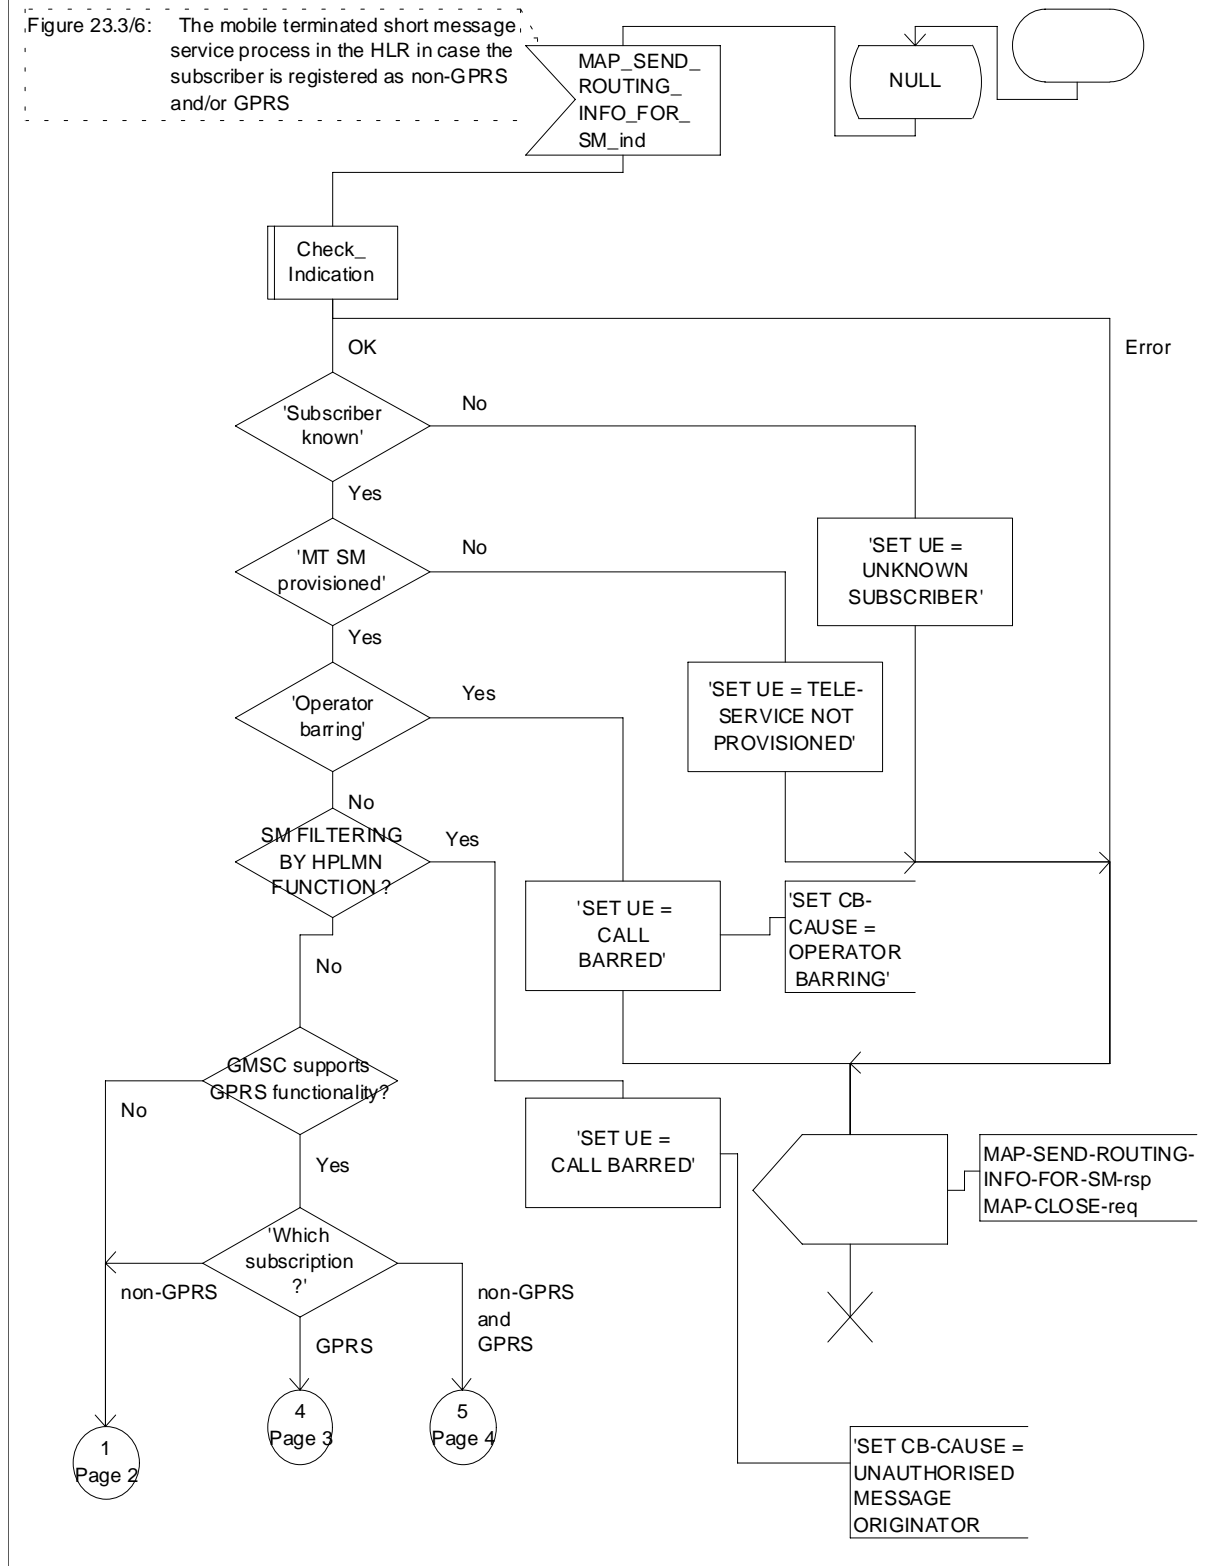 Figure 23.3/6: The mobile terminated short message
service process in the HLR in case the
subscriber is registered as non-GPRS
and/or GPRS
MAP_SEND_
ROUTING_
INFO_FOR_
SM_ind
NULL
Check_
Indication
OK
Error
'Subscriber
known'
No
Yes
'MT SM
provisioned'
No
'SET UE =
UNKNOWN
SUBSCRIBER'
Yes
'Operator
barring'
Yes
'SET UE = TELE-
SERVICE NOT
PROVISIONED'
No
SM FILTERING
BY HPLMN
FUNCTION ?
Yes
'SET UE =
CALL
BARRED'
'SET CB-
CAUSE =
OPERATOR
BARRING'
No
GMSC supports
GPRS functionality?
No
'SET UE =
CALL BARRED'
Yes
MAP-SEND-ROUTING-
INFO-FOR-SM-rsp
MAP-CLOSE-req
'Which
subscription
?'
non-GPRS
non-GPRS
and
GPRS
GPRS
1
Page 2
4
Page 3
5
Page 4
'SET CB-CAUSE =
UNAUTHORISED
MESSAGE
ORIGINATOR